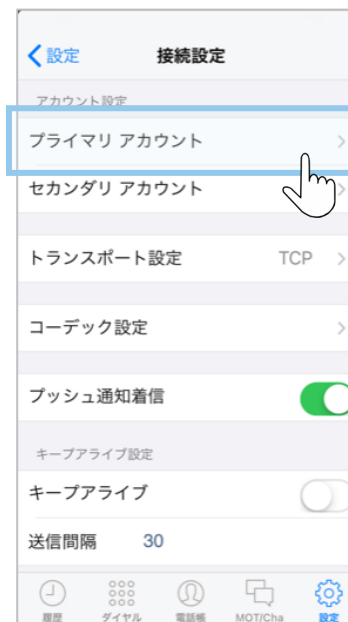 設定 接続設定
アカウント設定
プライマリ アカウント
セカンダリ アカウント
トランスポート設定 TCP
コーデック設定
プッシュ通知着信
キープアライブ設定
キープアライブ
送信間隔 30
履歴 ダイヤル 電話帳 MOT/Cha 設定